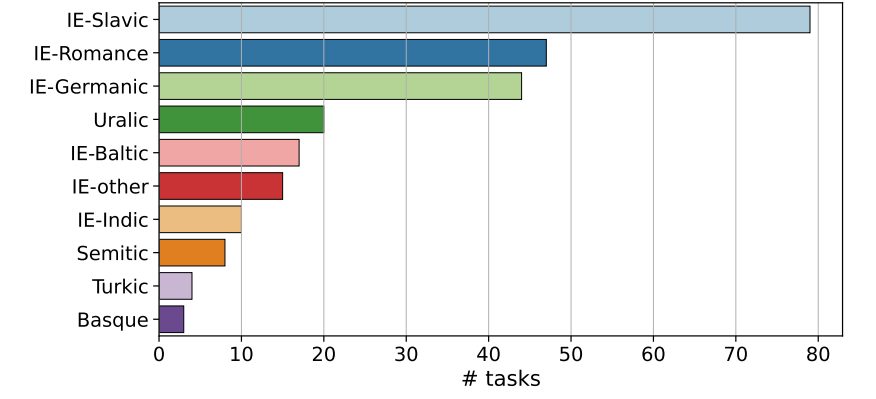 IE-Slavic
IE-Romance
IE-Germanic
Uralic
IE-Baltic
IE-other
IE-Indic
Semitic
Turkic
Basque
0 10 20 30 40 50 60 70 80
# tasks